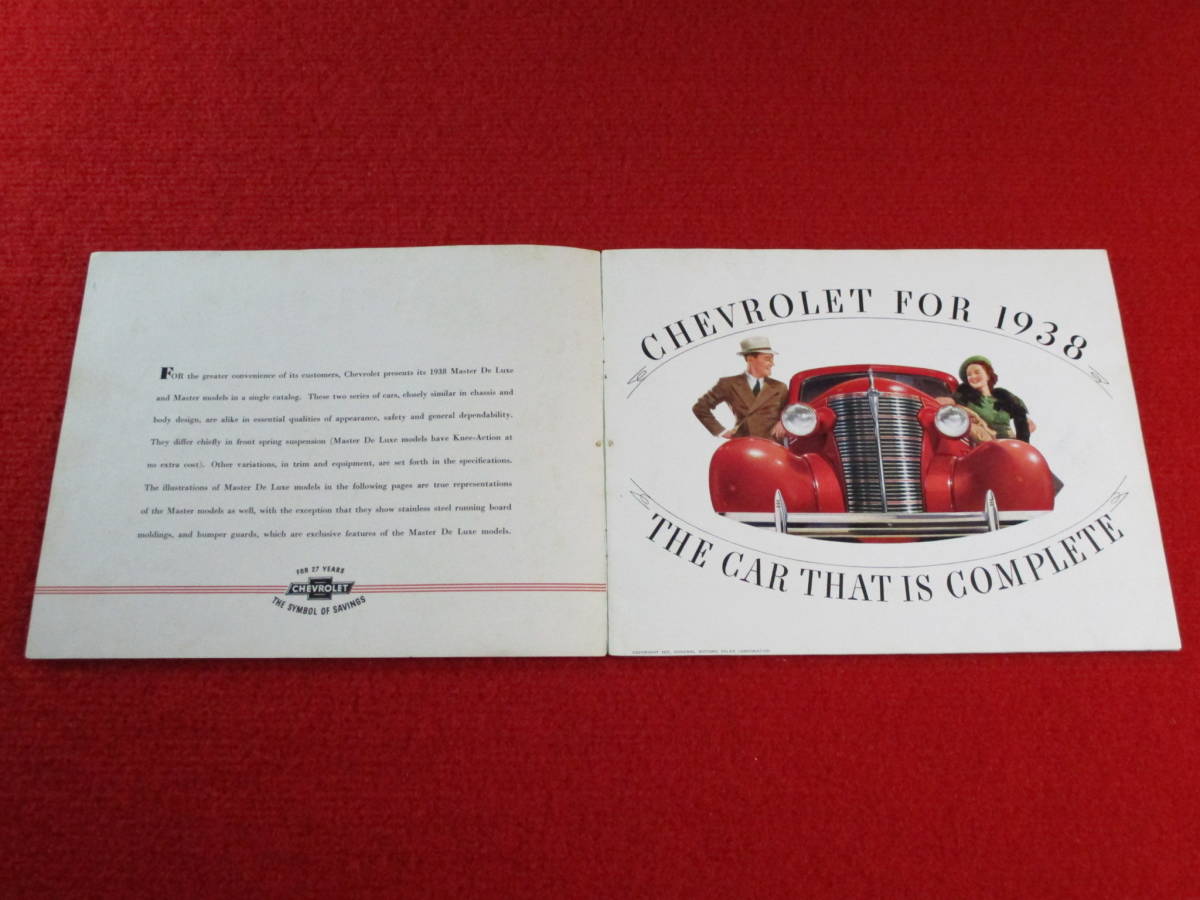 FOR the greater convenience of its customers, Chevrolet presents its 1938 Master De Luxe
and Master models in a single catalog. These two series of cars, closely similar in chassis and
body design, are alike in essential qualities of appearance, safety and general dependability.
They differ chiefly in front spring suspension (Master De Luxe models have Knee-Action at
no extra cost). Other variations, in trim and equipment, are set forth in the specifications.
The illustrations of Master De Luxe models in the following pages are true representations
of the Master models as well, with the exception that they show stainless steel running board
moldings, and bumper guards, which are exclusive features of the Master De Luxe models.
FOR 27 YEARS
CHEVROLET
THE SYMBOL OF SAVINGS
CHEVROLET FOR 1938
THE CAR THAT IS COMPLETE
COPYRIGHT 1937, GENERAL MOTORS SALES CORPORATION